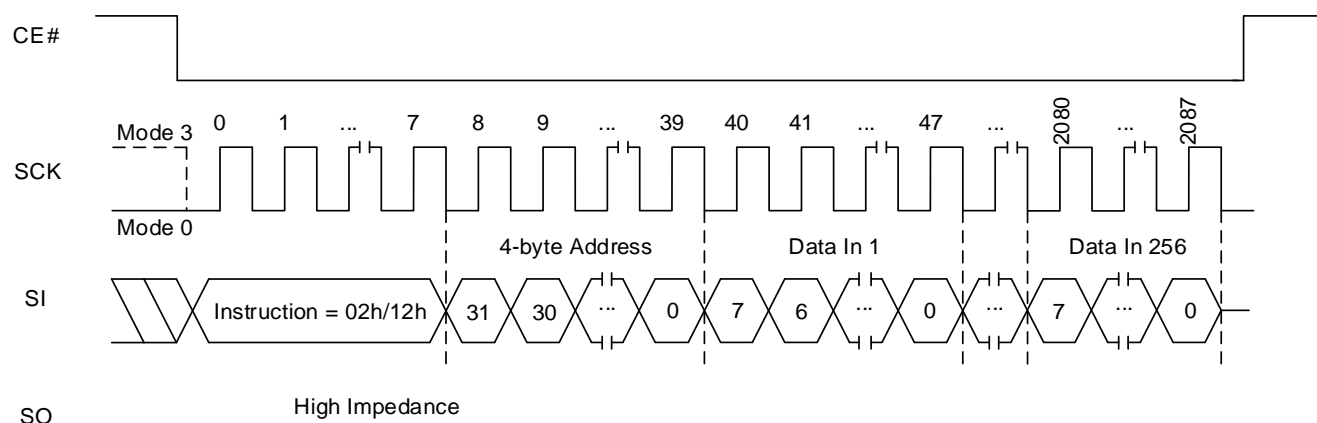 CE#
0 1 ... 7 8 9 ... 39 40 41 ... 47 ... 2080 ... 2087
Mode 3
SCK
Mode 0
4-byte Address Data In 1 Data In 256
SI
Instruction = 02h/12h 31 30 ... 0 7 6 ... 0 ... 7 ... 0
High Impedance
SO